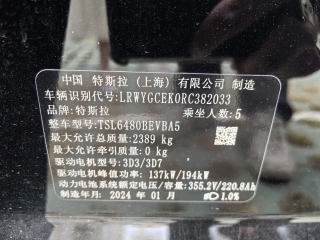 中国 特斯拉（上海）有限公司 制造
车辆识别代号:LRWYGCEK0RC382033
品牌:特斯拉 乘坐人数:5
整车型号:TSL6480BEVBA5
最大允许总质量:2389 kg
最大允许牵引质量:0 kg
驱动电机型号:3D3/3D7
驱动电机峰值功率:137kW/194kW
动力电池系统额定电压/容量:355.2V/220.8Ah
制造年月:2024 年 01 月 1.0%